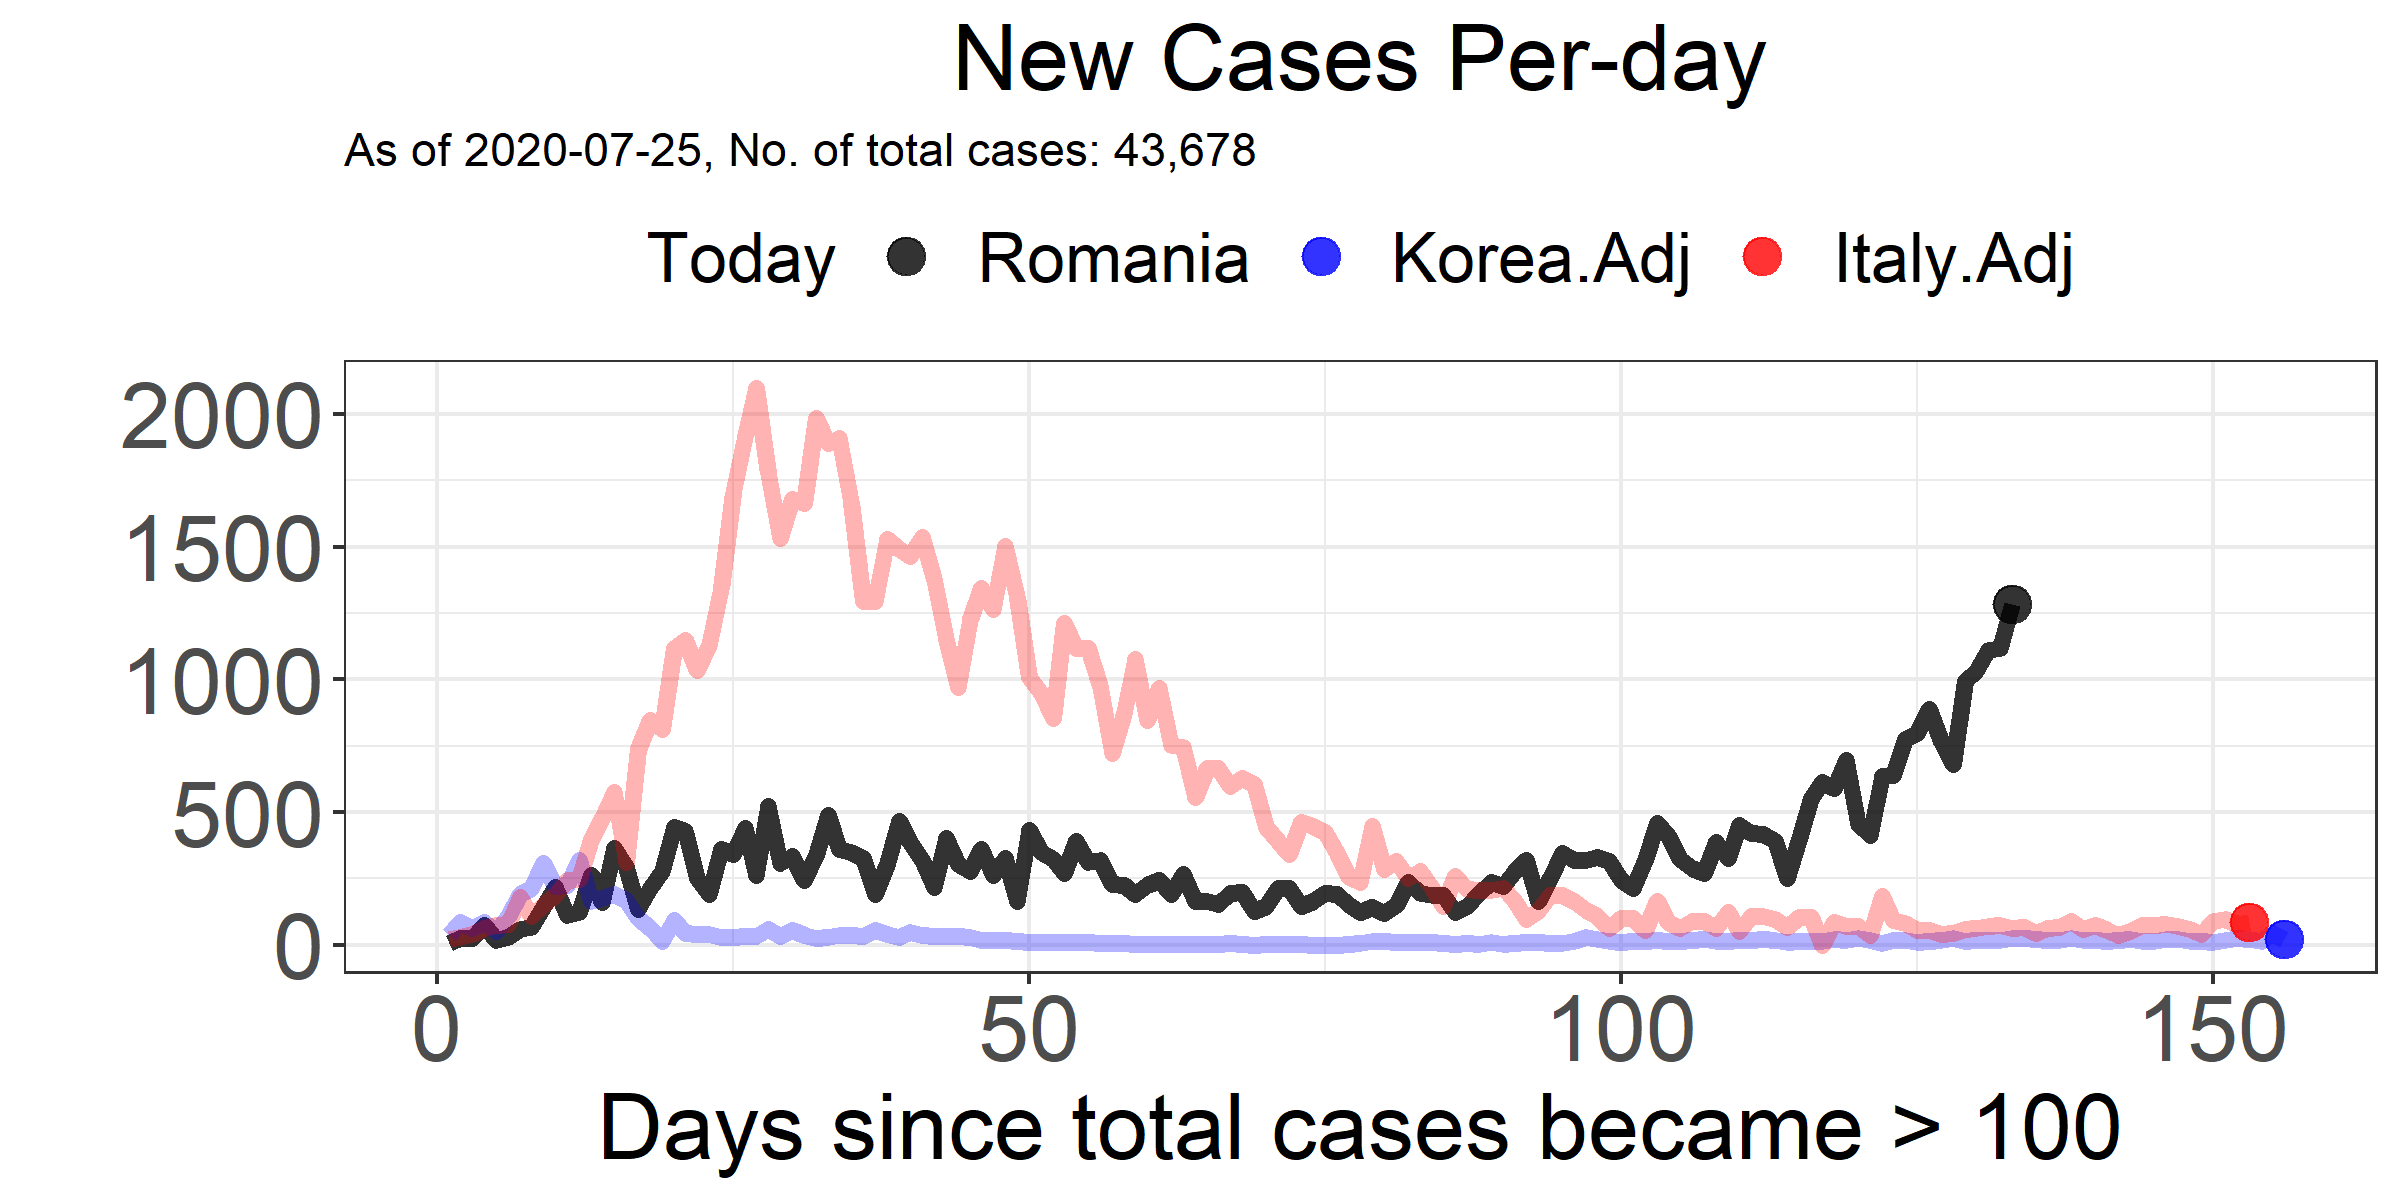 New Cases Per-day
As of 2020-07-25, No. of total cases: 43,678
Today Romania Korea.Adj Italy.Adj
2000
1500
1000
500
0
0 50 100 150
Days since total cases became > 100